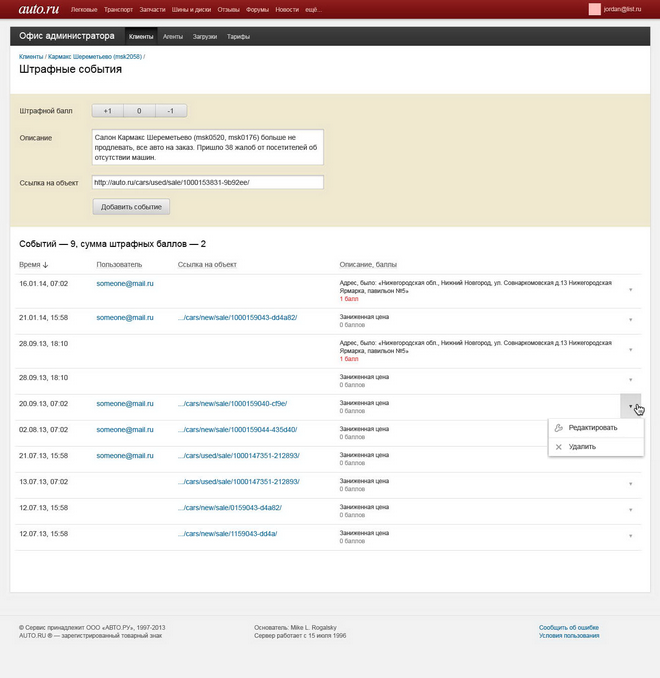 auto.ru Легковые Транспорт Запчасти Шины и диски Отзывы Форумы Новости ещё... jordan@list.ru
Офис администратора Клиенты Агенты Загрузки Тарифы
Клиенты / Кармакс Шереметьево (msk2058) /
Штрафные события
Штрафной балл +1 0 -1
Описание
Салон Кармакс Шереметьево (msk0520, msk0176) больше не
продлевать, все авто на заказ. Пришло 38 жалоб от посетителей об
отсутствии машин.
Ссылка на объект http://auto.ru/cars/used/sale/1000153831-9b92ee/
Добавить событие
Событий — 9, сумма штрафных баллов — 2
Время ↓ Пользователь Ссылка на объект Описание, баллы
16.01.14, 07:02 someone@mail.ru Адрес, было: «Нижегородская обл., Нижний Новгород, ул. Совнаркомовская д.13 Нижегородская
Ярмарка, павильон №5»
1 балл
21.01.14, 15:58 someone@mail.ru .../cars/new/sale/1000159043-dd4a82/ Заниженная цена
0 баллов
28.09.13, 18:10 Адрес, было: «Нижегородская обл., Нижний Новгород, ул. Совнаркомовская д.13 Нижегородская
Ярмарка, павильон №5»
1 балл
28.09.13, 18:10 Заниженная цена
0 баллов
20.09.13, 07:02 someone@mail.ru .../cars/new/sale/1000159040-cf9e/ Заниженная цена
0 баллов
Редактировать
Удалить
02.08.13, 07:02 someone@mail.ru .../cars/new/sale/1000159044-435d40/ Заниженная цена
0 баллов
21.07.13, 15:58 someone@mail.ru .../cars/used/sale/1000147351-212893/ Заниженная цена
0 баллов
13.07.13, 07:02 .../cars/used/sale/1000147351-212893/ Заниженная цена
0 баллов
12.07.13, 15:58 .../cars/new/sale/0159043-d4a82/ Заниженная цена
0 баллов
12.07.13, 15:58 .../cars/new/sale/1159043-dd4a/ Заниженная цена
0 баллов
© Сервис принадлежит ООО «АВТО.РУ», 1997-2013 Основатель: Mike L. Rogalsky Сообщить об ошибке
AUTO.RU ® — зарегистрированный товарный знак Сервер работает с 15 июля 1996 Условия пользования